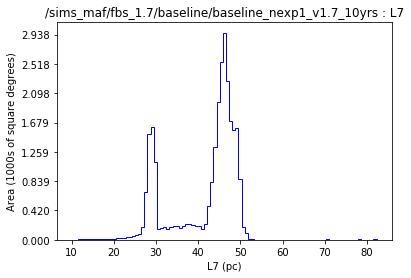 /sims_maf/fbs_1.7/baseline/baseline_nexp1_v1.7_10yrs : L7
Area (1000s of square degrees)
2.938
2.518
2.098
1.679
1.259
0.839
0.420
0.000
10 20 30 40 50 60 70 80
L7 (pc)